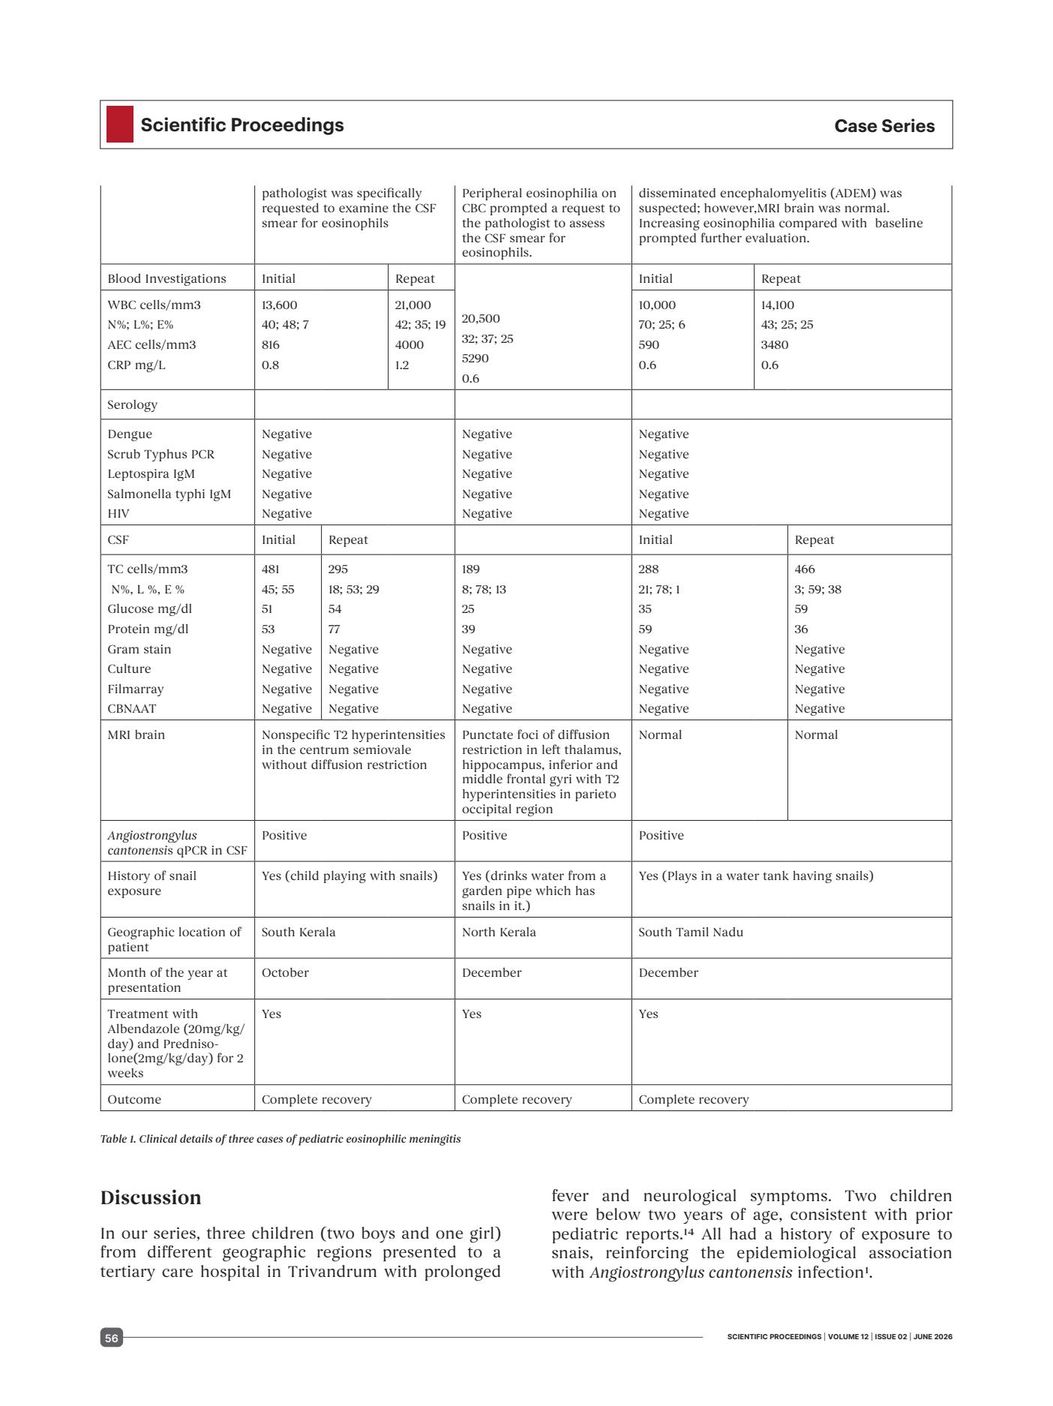 Scientific Proceedings
Case Series
pathologist was specifically
requested to examine the CSF
smear for eosinophils
Peripheral eosinophilia on
CBC prompted a request to
the pathologist to assess
the CSF smear for
eosinophils.
disseminated encephalomyelitis (ADEM) was
suspected; however,MRI brain was normal.
Increasing eosinophilia compared with baseline
prompted further evaluation.
Blood Investigations Initial Repeat Initial Repeat
WBC cells/mm3
N%; L%; E%
AEC cells/mm3
CRP mg/L
13,600
40; 48; 7
816
0.8
21,000
42; 35; 19
4000
1.2
20,500
32; 37; 25
5290
0.6
10,000
70; 25; 6
590
0.6
14,100
43; 25; 25
3480
0.6
Serology
Dengue Negative Negative Negative
Scrub Typhus PCR Negative Negative Negative
Leptospira IgM Negative Negative Negative
Salmonella typhi IgM Negative Negative Negative
HIV Negative Negative Negative
CSF Initial Repeat Initial Repeat
TC cells/mm3 481 295 189 288 466
N%, L %, E % 45; 55 18; 53; 29 8; 78; 13 21; 78; 1 3; 59; 38
Glucose mg/dl 51 54 25 35 59
Protein mg/dl 53 77 39 59 36
Gram stain Negative Negative Negative Negative Negative
Culture Negative Negative Negative Negative Negative
Filmarray Negative Negative Negative Negative Negative
CBNAAT Negative Negative Negative Negative Negative
MRI brain
Nonspecific T2 hyperintensities
in the centrum semiovale
without diffusion restriction
Punctate foci of diffusion
restriction in left thalamus,
hippocampus, inferior and
middle frontal gyri with T2
hyperintensities in parieto
occipital region
Normal
Normal
Angiostrongylus
cantonensis qPCR in CSF
Positive
Positive
Positive
History of snail
exposure
Yes (child playing with snails)
Yes (drinks water from a
garden pipe which has
snails in it.)
Yes (Plays in a water tank having snails)
Geographic location of
patient
South Kerala
North Kerala
South Tamil Nadu
Month of the year at
presentation
October
December
December
Treatment with
Albendazole (20mg/kg/
day) and Predniso-
lone(2mg/kg/day) for 2
weeks
Yes
Yes
Yes
Outcome Complete recovery Complete recovery Complete recovery
Table 1. Clinical details of three cases of pediatric eosinophilic meningitis
Discussion
In our series, three children (two boys and one girl)
from different geographic regions presented to a
tertiary care hospital in Trivandrum with prolonged
fever and neurological symptoms. Two children
were below two years of age, consistent with prior
pediatric reports.¹⁴ All had a history of exposure to
snais, reinforcing the epidemiological association
with Angiostrongylus cantonensis infection¹.
56
SCIENTIFIC PROCEEDINGS | VOLUME 12 | ISSUE 02 | JUNE 2026